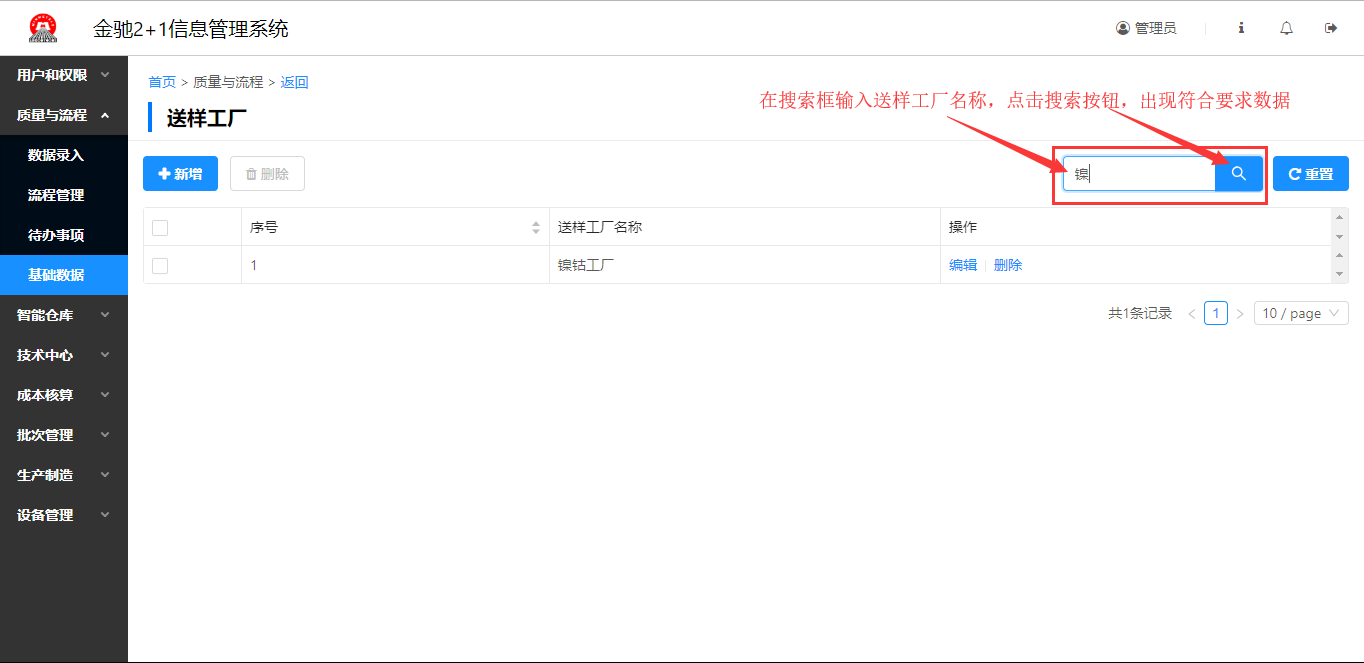 金驰2+1信息管理系统
管理员
用户和权限
质量与流程
数据录入
流程管理
待办事项
基础数据
智能仓库
技术中心
成本核算
批次管理
生产制造
设备管理
首页 > 质量与流程 > 返回
送样工厂
在搜索框输入送样工厂名称，点击搜索按钮，出现符合要求数据
新增
删除
镍
重置
序号 送样工厂名称 操作
1 镍钴工厂 编辑 删除
共1条记录 < 1 > 10 / page